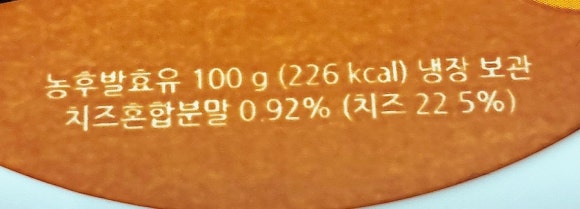 농후발효유 100 g (226 kcal) 냉장 보관
치즈혼합분말 0.92% (치즈 22 5%)